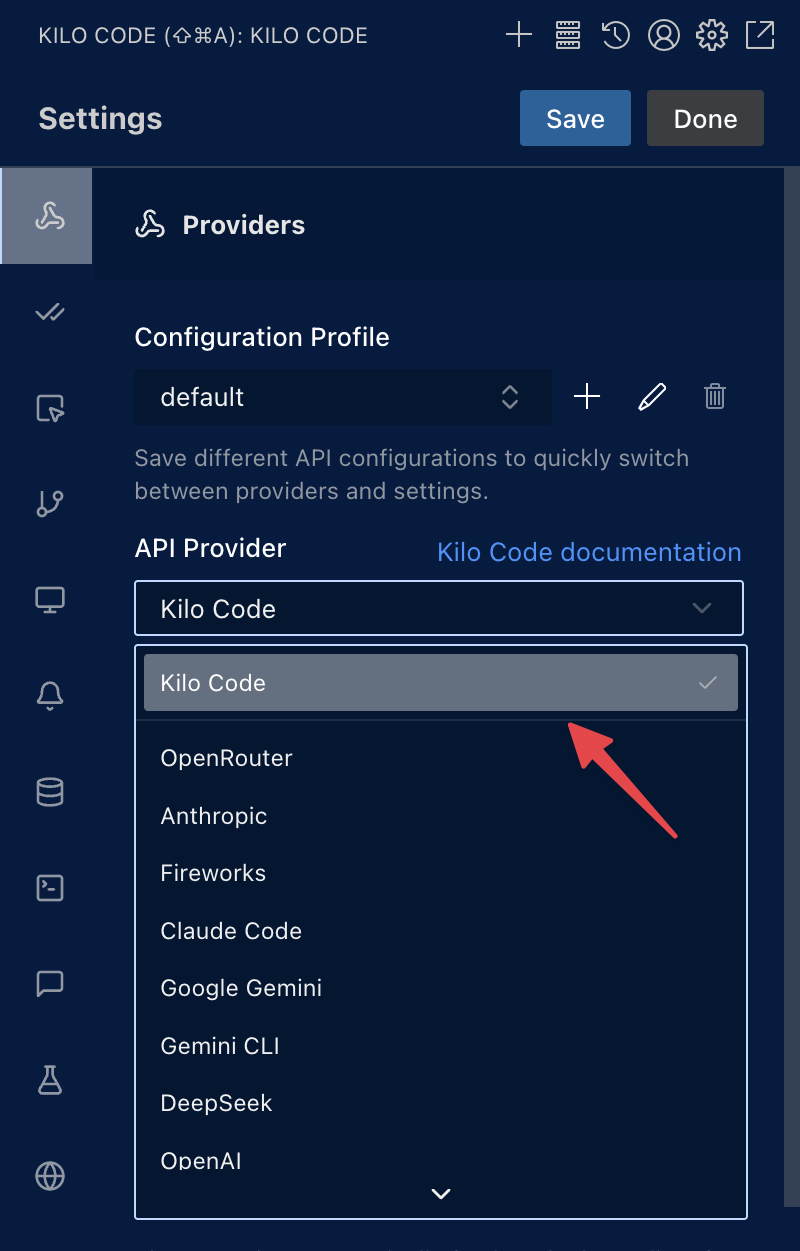 KILO CODE (⇧⌘A): KILO CODE
Settings
Save
Done
Providers
Configuration Profile
default
Save different API configurations to quickly switch
between providers and settings.
API Provider
Kilo Code documentation
Kilo Code
Kilo Code
OpenRouter
Anthropic
Fireworks
Claude Code
Google Gemini
Gemini CLI
DeepSeek
OpenAI